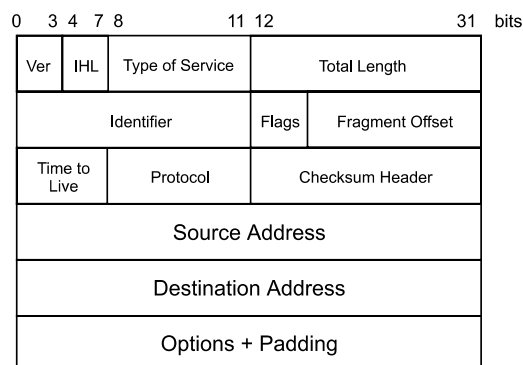 0 3 4 7 8 11 12 31 bits
Ver IHL Type of Service Total Length
Identifier Flags Fragment Offset
Time to
Live Protocol Checksum Header
Source Address
Destination Address
Options + Padding